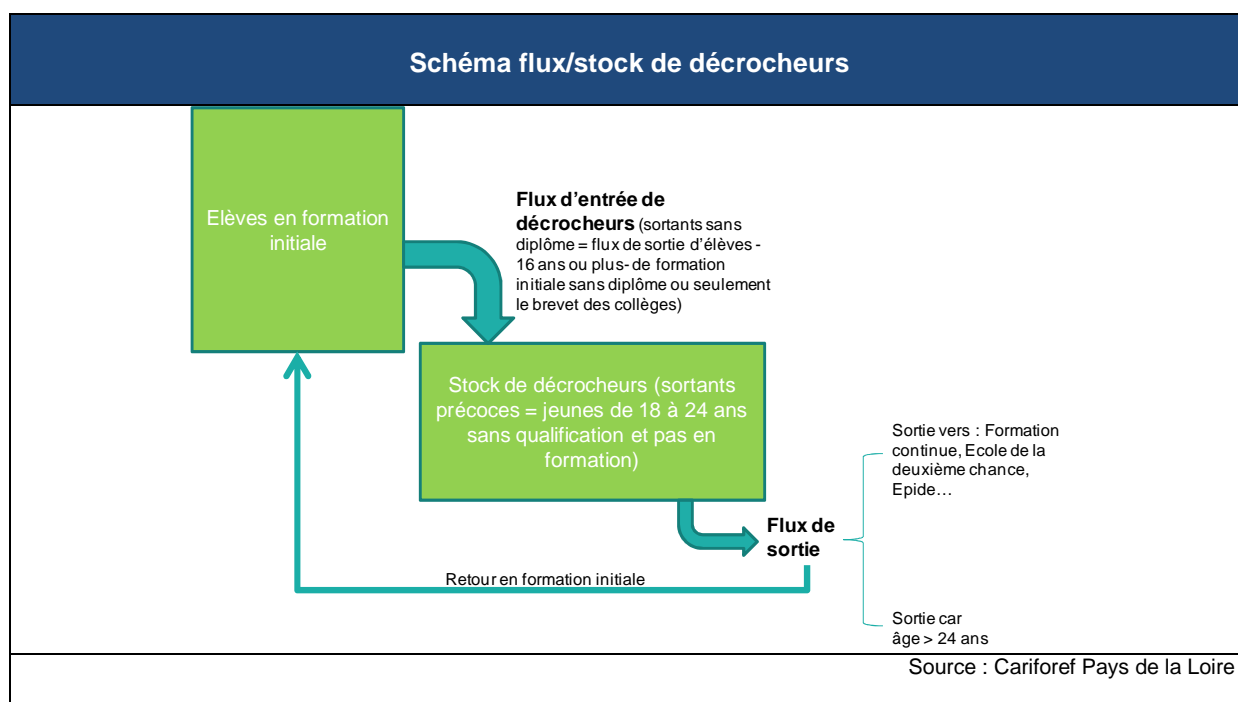 Schéma flux/stock de décrocheurs
Elèves en formation
initiale
Flux d'entrée de
décrocheurs (sortants sans
diplôme = flux de sortie d'élèves -
16 ans ou plus- de formation
initiale sans diplôme ou seulement
le brevet des collèges)
Stock de décrocheurs (sortants
précoces = jeunes de 18 à 24 ans
sans qualification et pas en
formation)
Sortie vers : Formation
continue, Ecole de la
deuxième chance,
Epide…
Flux de
sortie
Retour en formation initiale
Sortie car
âge > 24 ans
Source : Cariforef Pays de la Loire